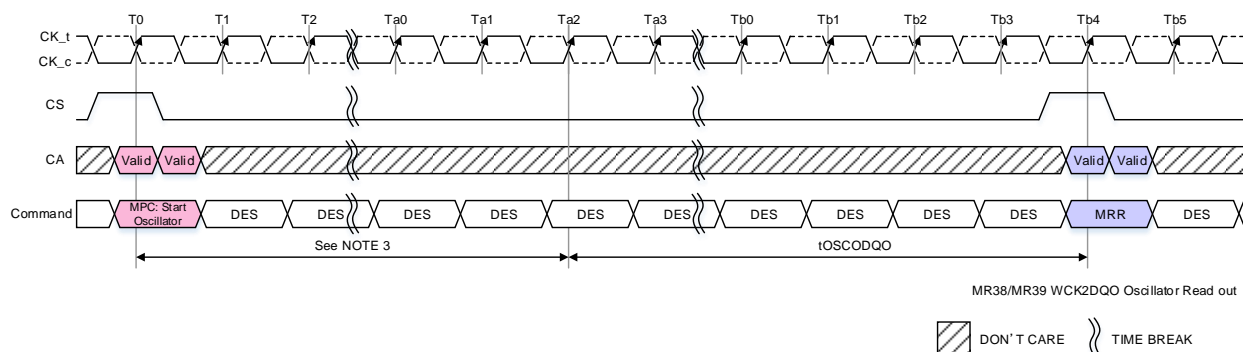 T0 T1 T2 Ta0 Ta1 Ta2 Ta3 Tb0 Tb1 Tb2 Tb3 Tb4 Tb5
CK_t
CK_c
CS
CA Valid Valid Valid Valid
Command MPC: Start Oscillator DES DES DES DES DES DES DES DES DES DES MRR DES
See NOTE 3 tOSCODQO
MR38/MR39 WCK2DQO Oscillator Read out
DON'T CARE TIME BREAK